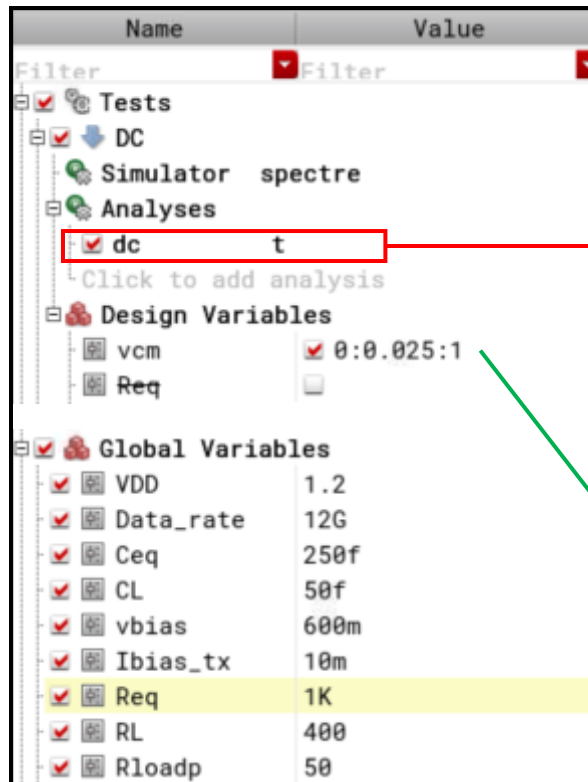 Name Value
Filter Filter
Tests
DC
Simulator spectre
Analyses
dc t
Click to add analysis
Design Variables
vcm 0:0.025:1
Req
Global Variables
VDD 1.2
Data_rate 12G
Ceq 250f
CL 50f
vbias 600m
Ibias_tx 10m
Req 1K
RL 400
Rloadp 50